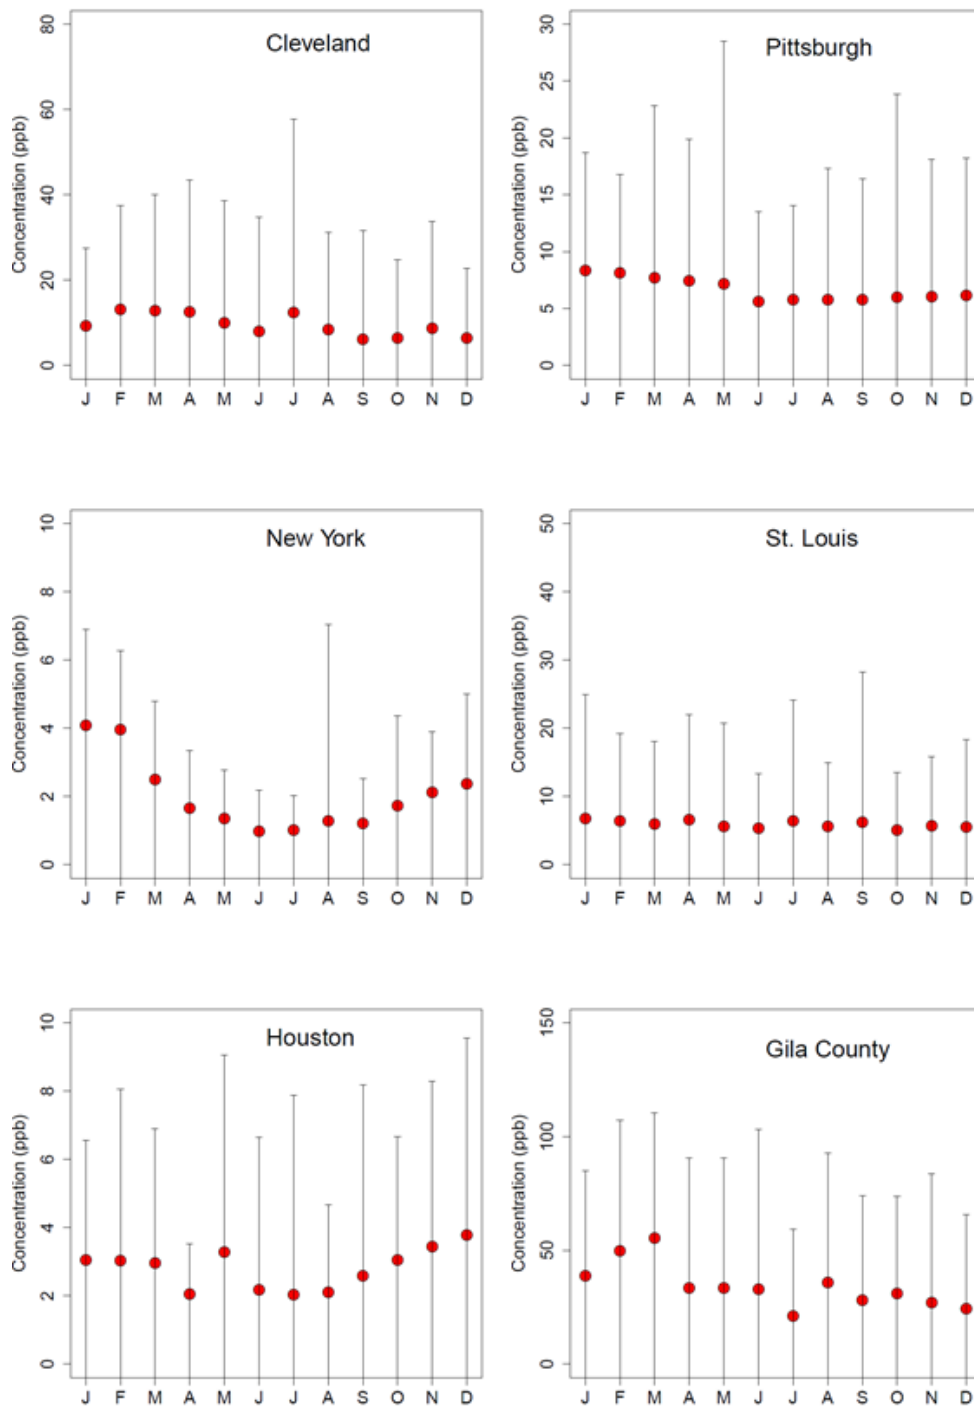 Cleveland
Concentration (ppb)
80
60
40
20
0
J F M A M J J A S O N D
Pittsburgh
Concentration (ppb)
30
25
20
15
10
5
0
J F M A M J J A S O N D
New York
Concentration (ppb)
10
8
6
4
2
0
J F M A M J J A S O N D
St. Louis
Concentration (ppb)
50
40
30
20
10
0
J F M A M J J A S O N D
Houston
Concentration (ppb)
10
8
6
4
2
0
J F M A M J J A S O N D
Gila County
Concentration (ppb)
150
100
50
0
J F M A M J J A S O N D